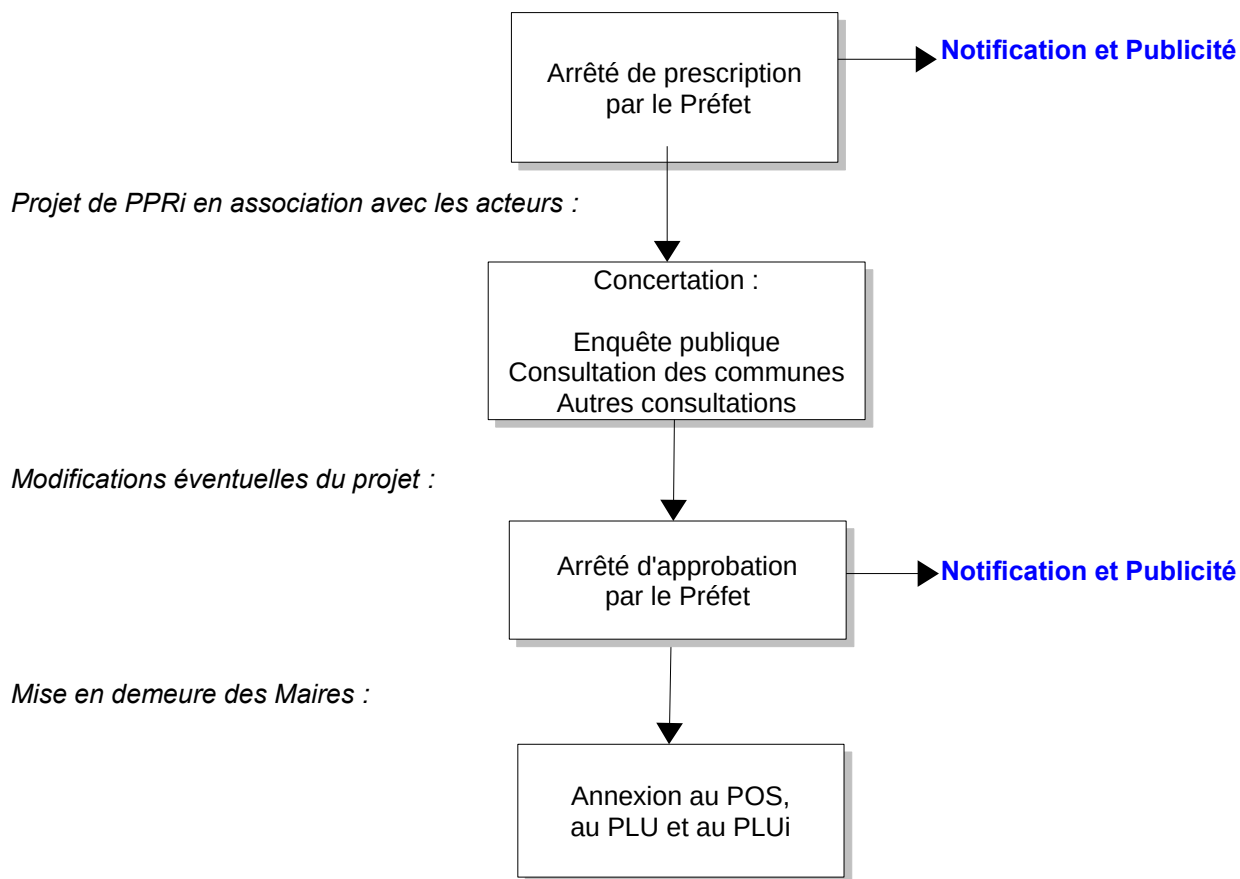 Arrêté de prescription
par le Préfet
Notification et Publicité
Projet de PPRi en association avec les acteurs :
Concertation :
Enquête publique
Consultation des communes
Autres consultations
Modifications éventuelles du projet :
Arrêté d'approbation
par le Préfet
Notification et Publicité
Mise en demeure des Maires :
Annexion au POS,
au PLU et au PLUi